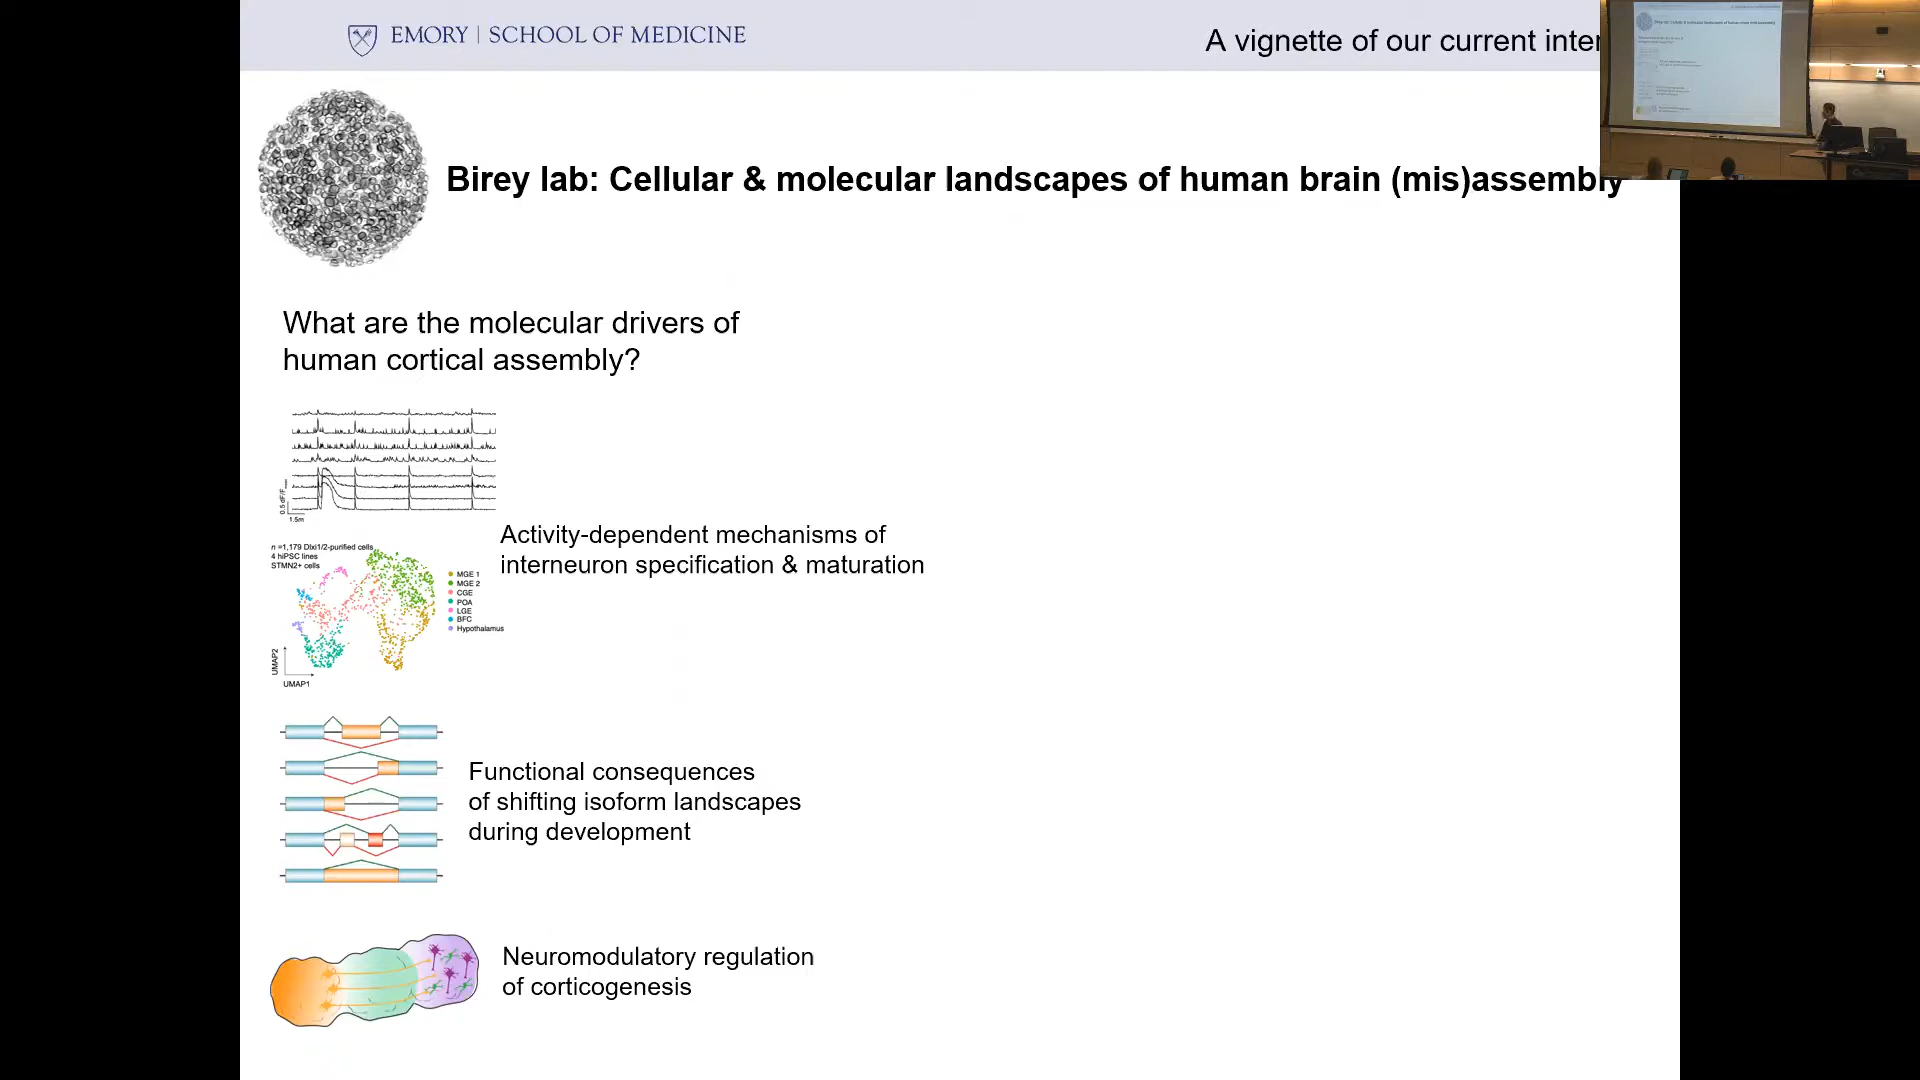 EMORY | SCHOOL OF MEDICINE
A vignette of our current
Birey lab: Cellular & molecular landscapes of human brain (mis)assembly
What are the molecular drivers of
human cortical assembly?
0.5 dF/F
1.5m
Activity-dependent mechanisms of
interneuron specification & maturation
n =1,179 Dlxi1/2-purified cells
4 hiPSC lines
STMN2+ cells
MGE 1
MGE 2
CGE
POA
LGE
BFC
Hypothalamus
UMAP2
UMAP1
Functional consequences
of shifting isoform landscapes
during development
Neuromodulatory regulation
of corticogenesis